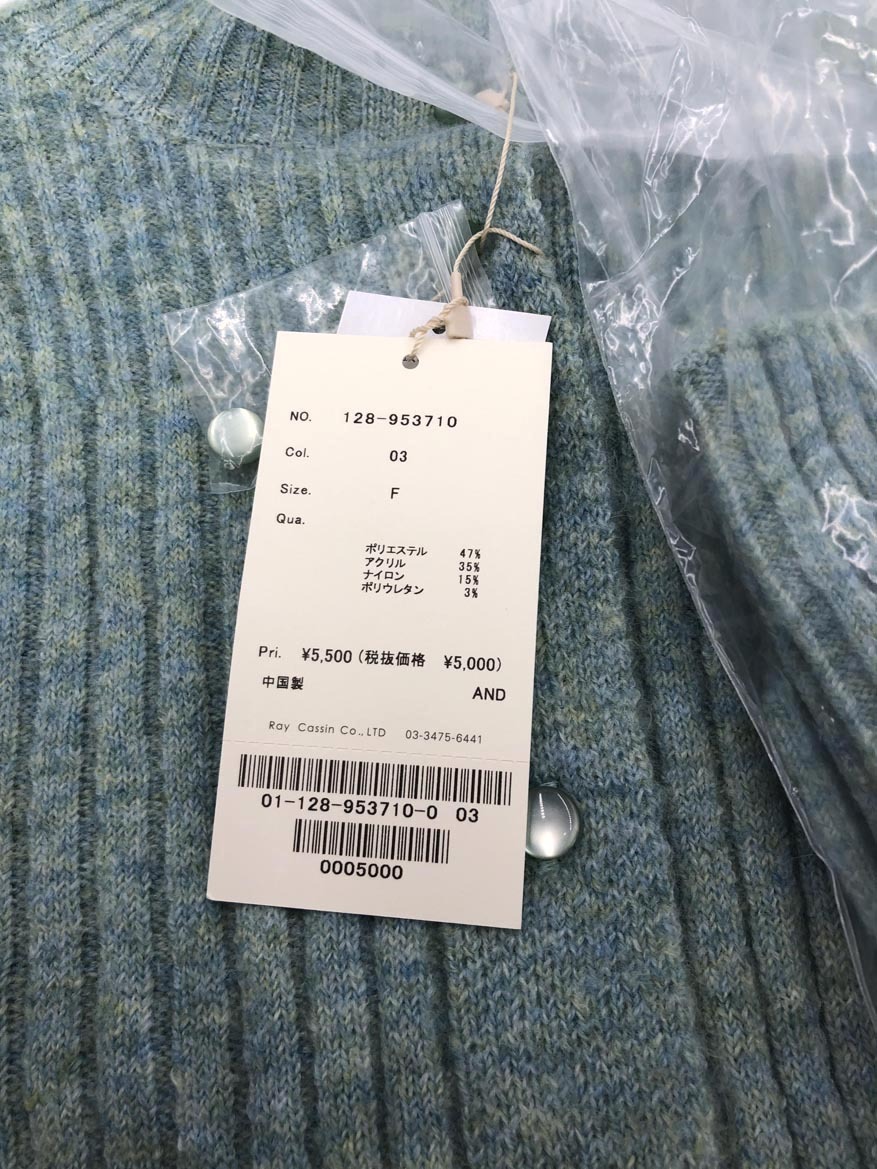 NO. 128-953710
Col. 03
Size. F
Qua.
ポリエステル 47%
アクリル 35%
ナイロン 15%
ポリウレタン 3%
Pri. ¥5,500 (税抜価格 ¥5,000)
中国製 AND
Ray Cassin Co.,LTD 03-3475-6441
01-128-953710-0 03
0005000